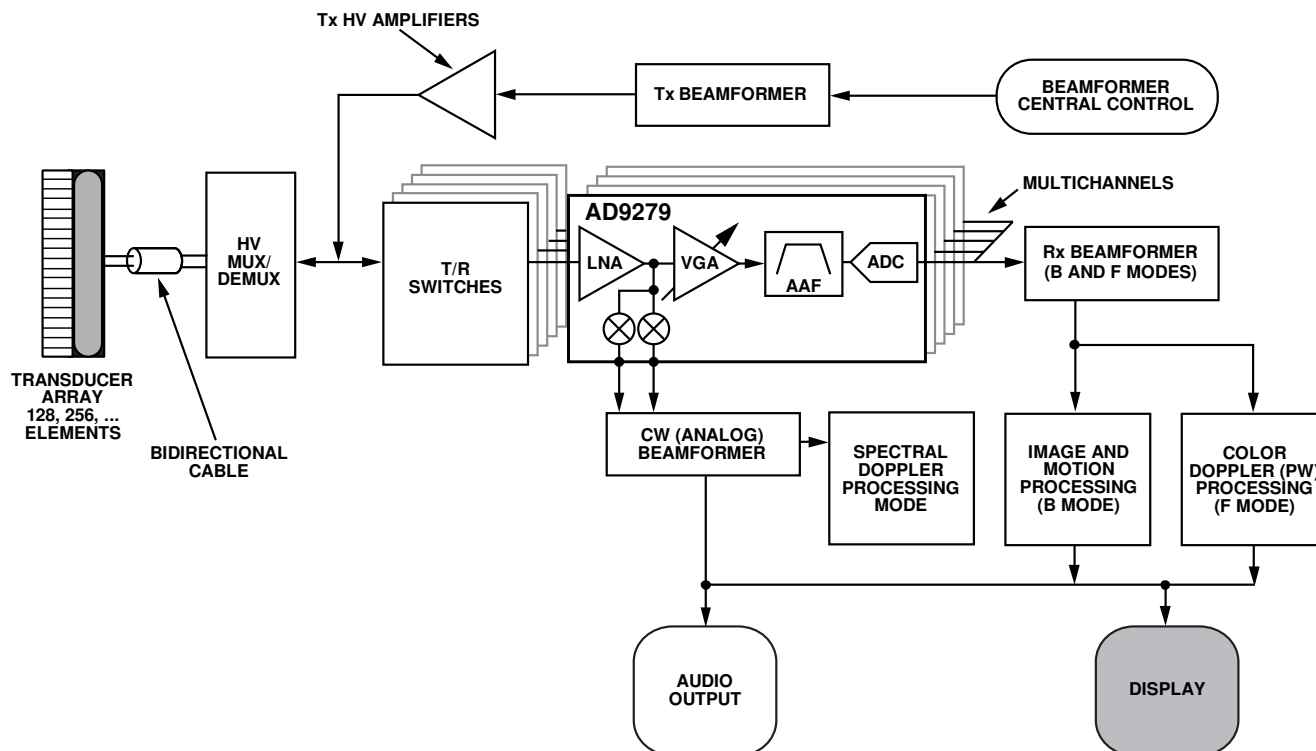 Tx HV AMPLIFIERS
Tx BEAMFORMER
BEAMFORMER
CENTRAL CONTROL
MULTICHANNELS
AD9279
HV
MUX/
DEMUX
T/R
SWITCHES
LNA
VGA
AAF
ADC
Rx BEAMFORMER
(B AND F MODES)
TRANSDUCER
ARRAY
128, 256, ...
ELEMENTS
BIDIRECTIONAL
CABLE
CW (ANALOG)
BEAMFORMER
SPECTRAL
DOPPLER
PROCESSING
MODE
IMAGE AND
MOTION
PROCESSING
(B MODE)
COLOR
DOPPLER (PW)
PROCESSING
(F MODE)
AUDIO
OUTPUT
DISPLAY